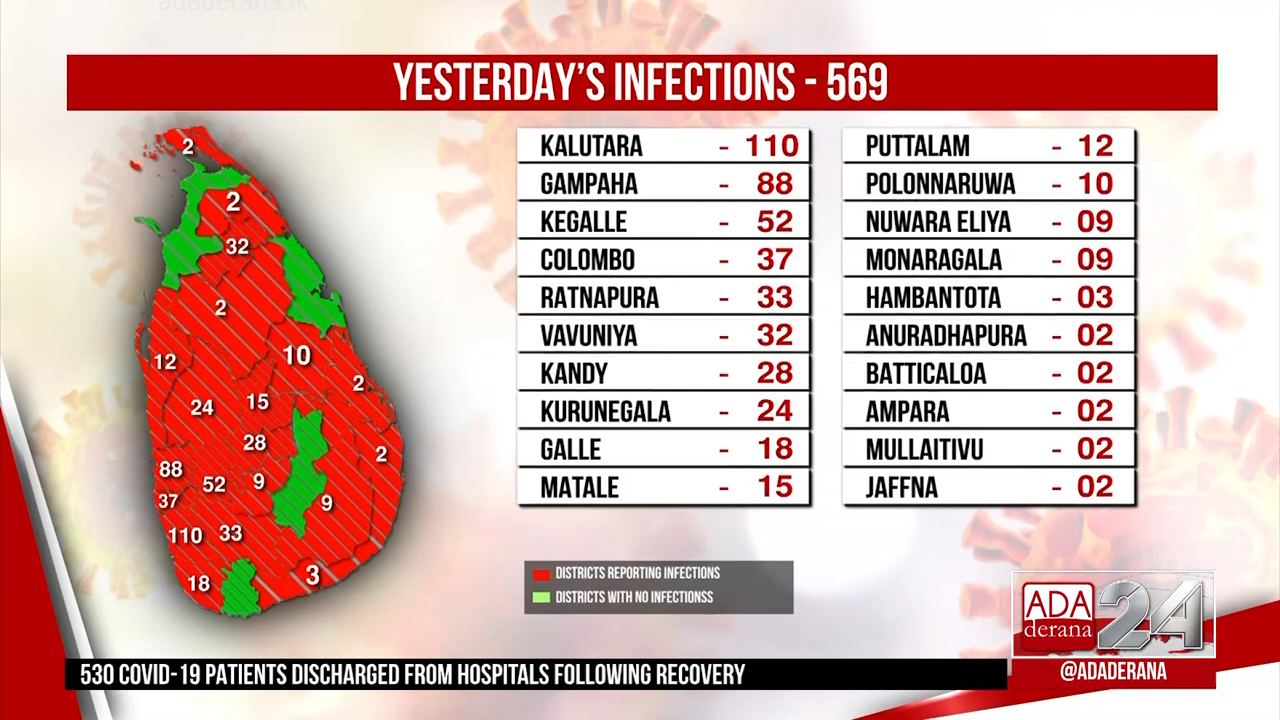 adaderana.lk
YESTERDAY'S INFECTIONS - 569
KALUTARA - 110
GAMPAHA - 88
KEGALLE - 52
COLOMBO - 37
RATNAPURA - 33
VAVUNIYA - 32
KANDY - 28
KURUNEGALA - 24
GALLE - 18
MATALE - 15
PUTTALAM - 12
POLONNARUWA - 10
NUWARA ELIYA - 09
MONARAGALA - 09
HAMBANTOTA - 03
ANURADHAPURA - 02
BATTICALOA - 02
AMPARA - 02
MULLAITIVU - 02
JAFFNA - 02
2
2
32
2
12
10
2
24
15
28
2
88
52
9
37
9
110
33
18
3
DISTRICTS REPORTING INFECTIONS
DISTRICTS WITH NO INFECTIONSS
ADA
derana
24
530 COVID-19 PATIENTS DISCHARGED FROM HOSPITALS FOLLOWING RECOVERY
@ADADERANA